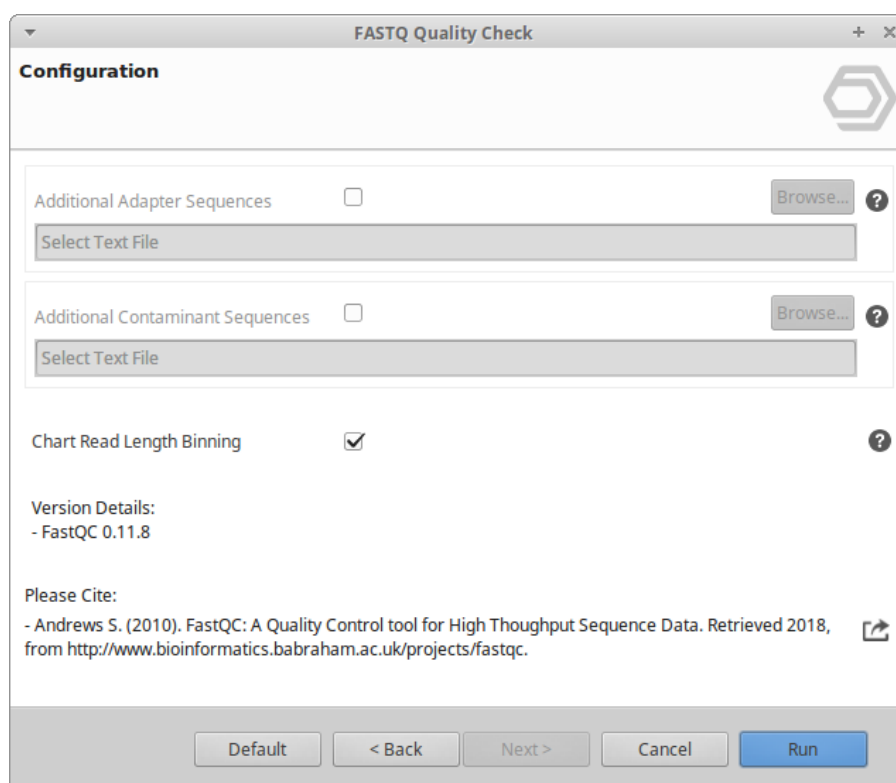 FASTQ Quality Check
Configuration
Additional Adapter Sequences
Browse...
Select Text File
Additional Contaminant Sequences
Browse...
Select Text File
Chart Read Length Binning
Version Details:
- FastQC 0.11.8
Please Cite:
- Andrews S. (2010). FastQC: A Quality Control tool for High Thoughput Sequence Data. Retrieved 2018,
from http://www.bioinformatics.babraham.ac.uk/projects/fastqc.
Default
< Back
Next >
Cancel
Run